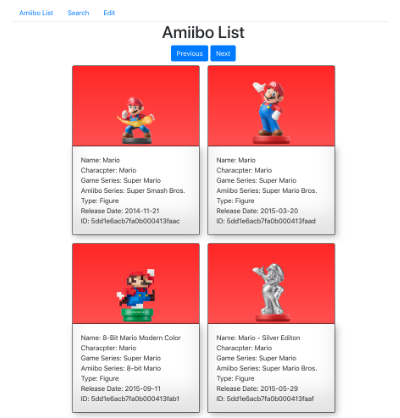 Amiibo List Search Edit
Amiibo List
Previous Next
Name: Mario
Characpter: Mario
Game Series: Super Mario
Amiibo Series: Super Smash Bros.
Type: Figure
Release Date: 2014-11-21
ID: 5dd1e6acb7fa0b000413faac
Name: Mario
Characpter: Mario
Game Series: Super Mario
Amiibo Series: Super Mario Bros.
Type: Figure
Release Date: 2015-03-20
ID: 5dd1e6acb7fa0b000413faad
Name: 8-Bit Mario Modern Color
Characpter: Mario
Game Series: Super Mario
Amiibo Series: 8-bit Mario
Type: Figure
Release Date: 2015-09-11
ID: 5dd1e6acb7fa0b000413fab1
Name: Mario - Silver Editon
Characpter: Mario
Game Series: Super Mario
Amiibo Series: Super Mario Bros.
Type: Figure
Release Date: 2015-05-29
ID: 5dd1e6acb7fa0b000413faaf